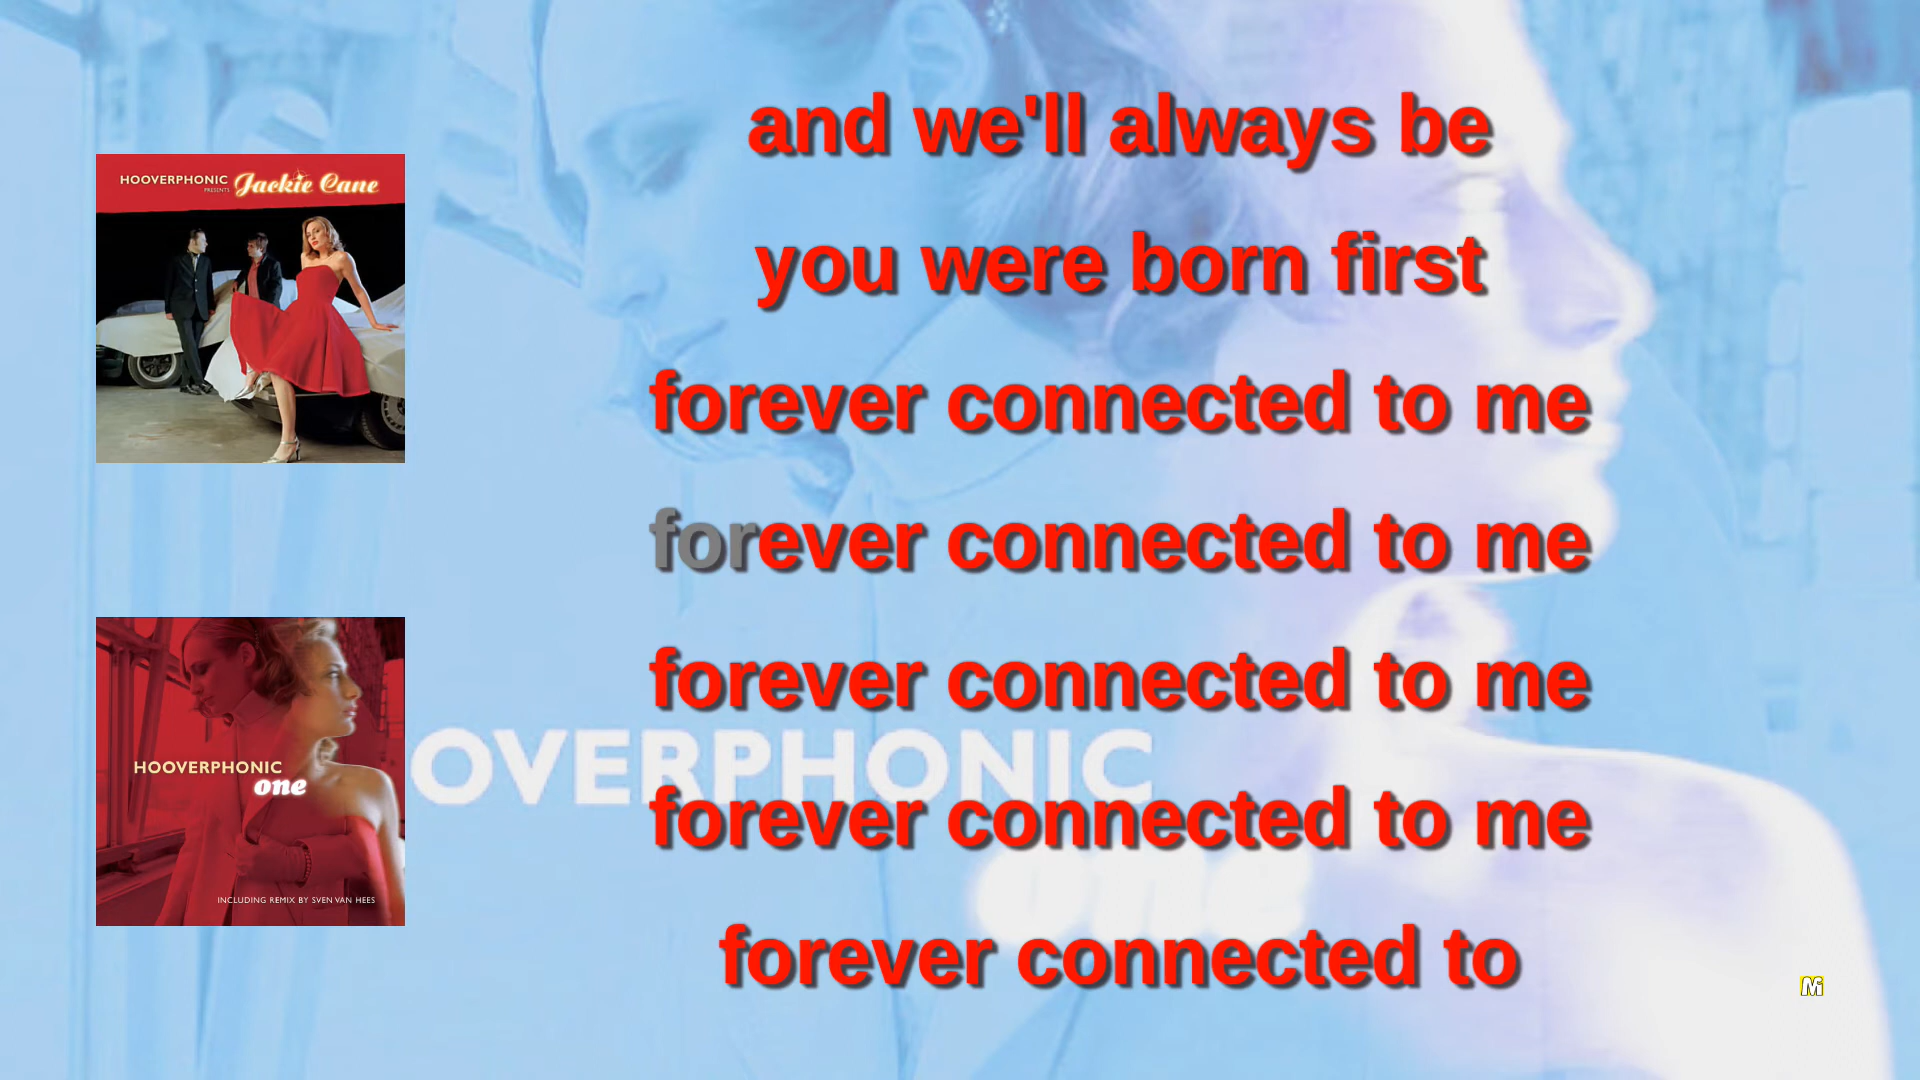 and we'll always be
HOOVERPHONIC PRESENTS Jackie Cane
you were born first
forever connected to me
forever connected to me
forever connected to me
OVERPHONIC
HOOVERPHONIC
one
forever connected to me
one
INCLUDING REMIX BY SVEN VAN HEES
forever connected to
M